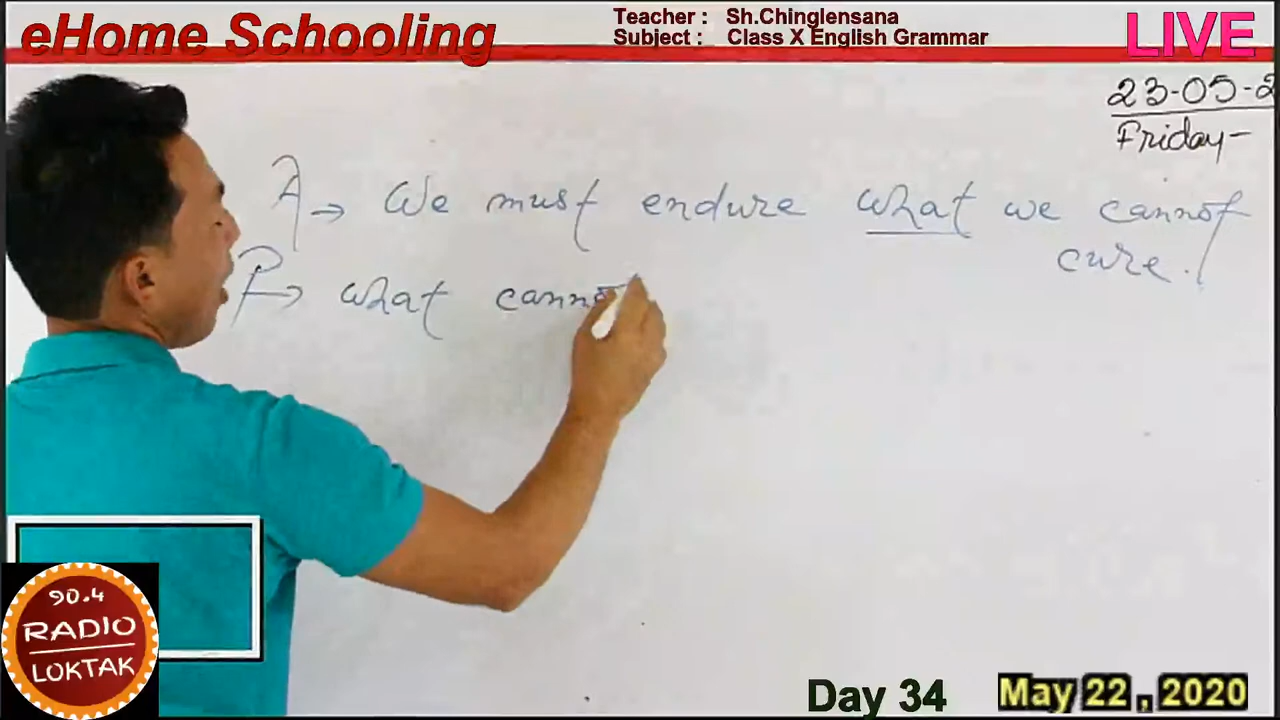 eHome Schooling
Teacher : Sh.Chinglensana
Subject : Class X English Grammar
LIVE
23-05-2
Friday-
A → We must endure what we cannot
cure.
P → what canno
90.4
RADIO
LOKTAK
Day 34
May 22 , 2020